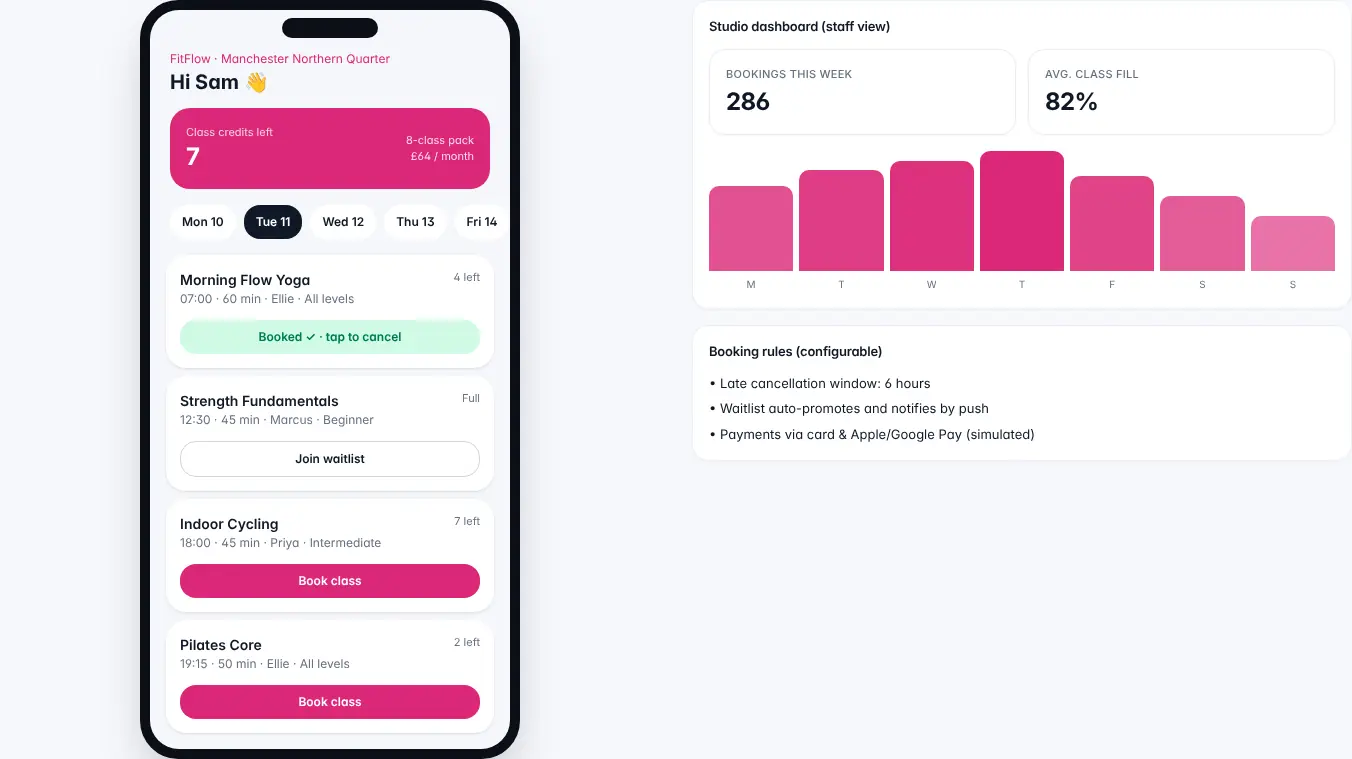 FitFlow · Manchester Northern Quarter
Hi Sam 👋
Class credits left
7
8-class pack
£64 / month
Mon 10
Tue 11
Wed 12
Thu 13
Fri 14
Morning Flow Yoga
4 left
07:00 · 60 min · Ellie · All levels
Booked ✓ · tap to cancel
Strength Fundamentals
Full
12:30 · 45 min · Marcus · Beginner
Join waitlist
Indoor Cycling
7 left
18:00 · 45 min · Priya · Intermediate
Book class
Pilates Core
2 left
19:15 · 50 min · Ellie · All levels
Book class
Studio dashboard (staff view)
BOOKINGS THIS WEEK
286
AVG. CLASS FILL
82%
M
T
W
T
F
S
S
Booking rules (configurable)
• Late cancellation window: 6 hours
• Waitlist auto-promotes and notifies by push
• Payments via card & Apple/Google Pay (simulated)